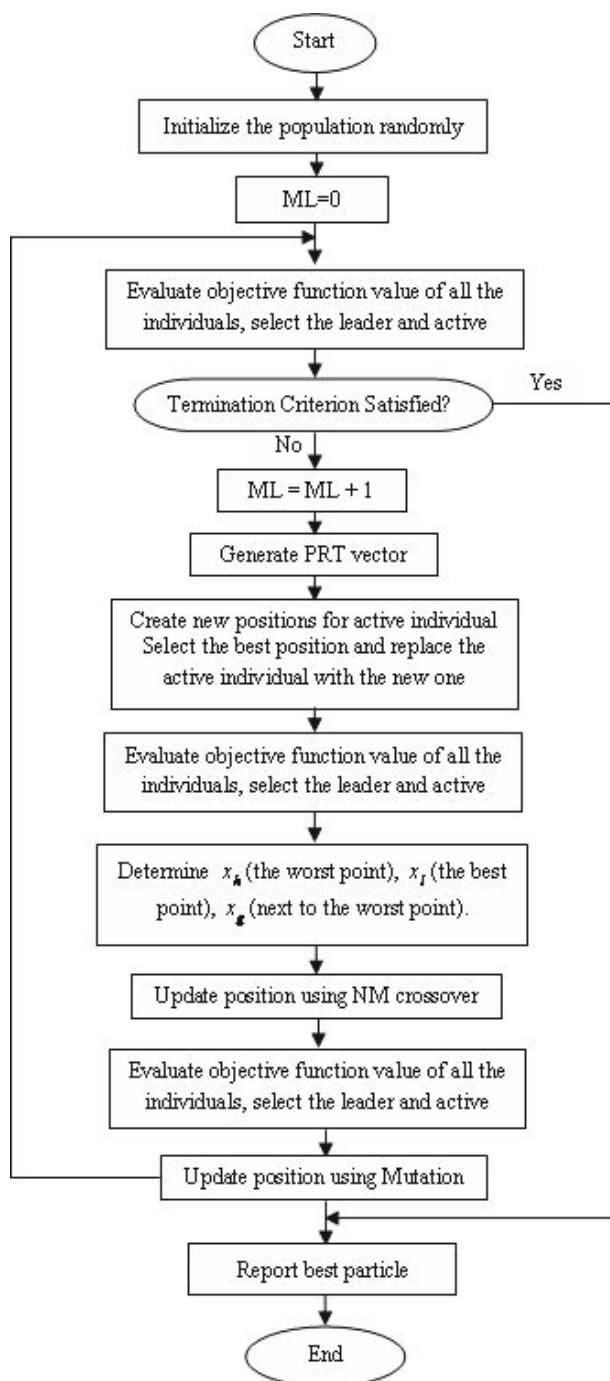 Start
Initialize the population randomly
ML=0
Evaluate objective function value of all the
individuals, select the leader and active
Yes
Termination Criterion Satisfied?
No
ML = ML + 1
Generate PRT vector
Create new positions for active individual
Select the best position and replace the
active individual with the new one
Evaluate objective function value of all the
individuals, select the leader and active
Determine x_h (the worst point), x_l (the best
point), x_g (next to the worst point).
Update position using NM crossover
Evaluate objective function value of all the
individuals, select the leader and active
Update position using Mutation
Report best particle
End